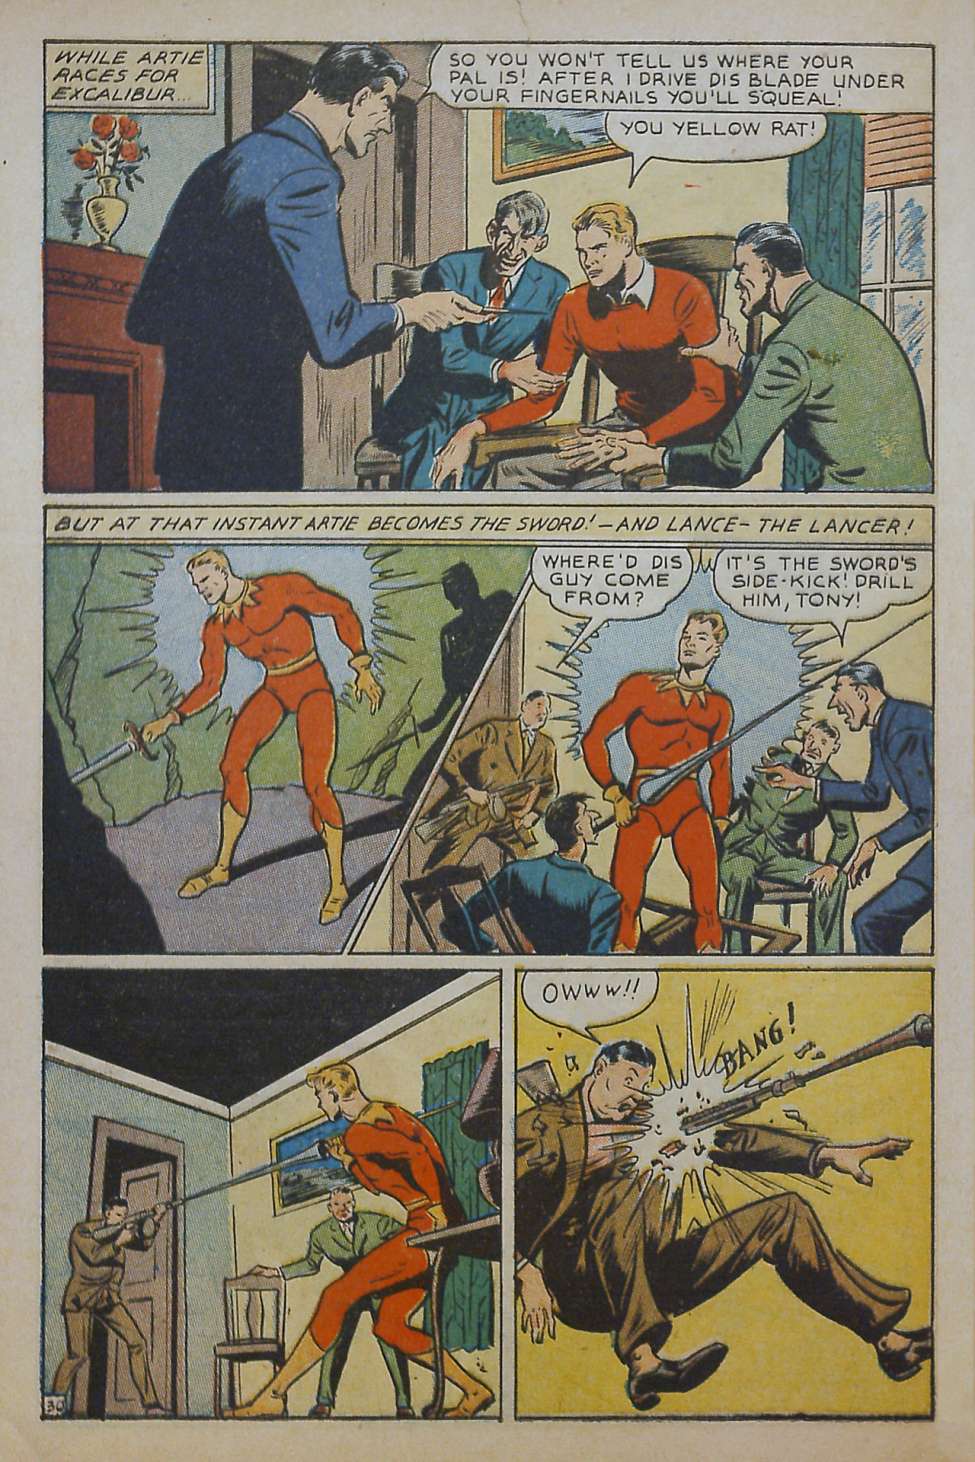 WHILE ARTIE
RACES FOR
EXCALIBUR...
SO YOU WON'T TELL US WHERE YOUR
PAL IS! AFTER I DRIVE DIS BLADE UNDER
YOUR FINGERNAILS YOU'LL SQUEAL!
YOU YELLOW RAT!
BUT AT THAT INSTANT ARTIE BECOMES THE SWORD! - AND LANCE - THE LANCER!
WHERE'D DIS
GUY COME
FROM?
IT'S THE SWORD'S
SIDE-KICK! DRILL
HIM, TONY!
30
OWWW!!
BANG!